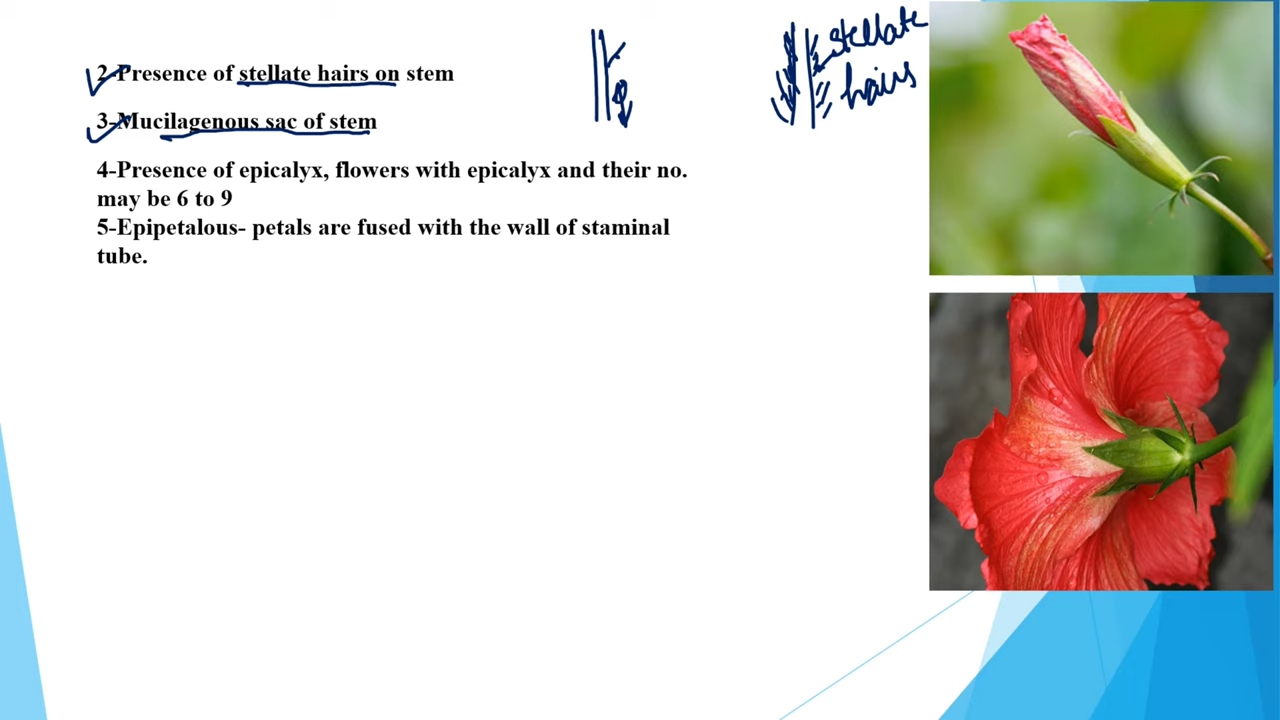 2-Presence of stellate hairs on stem
3-Mucilagenous sac of stem
4-Presence of epicalyx, flowers with epicalyx and their no.
may be 6 to 9
5-Epipetalous- petals are fused with the wall of staminal
tube.
stellate
hairs